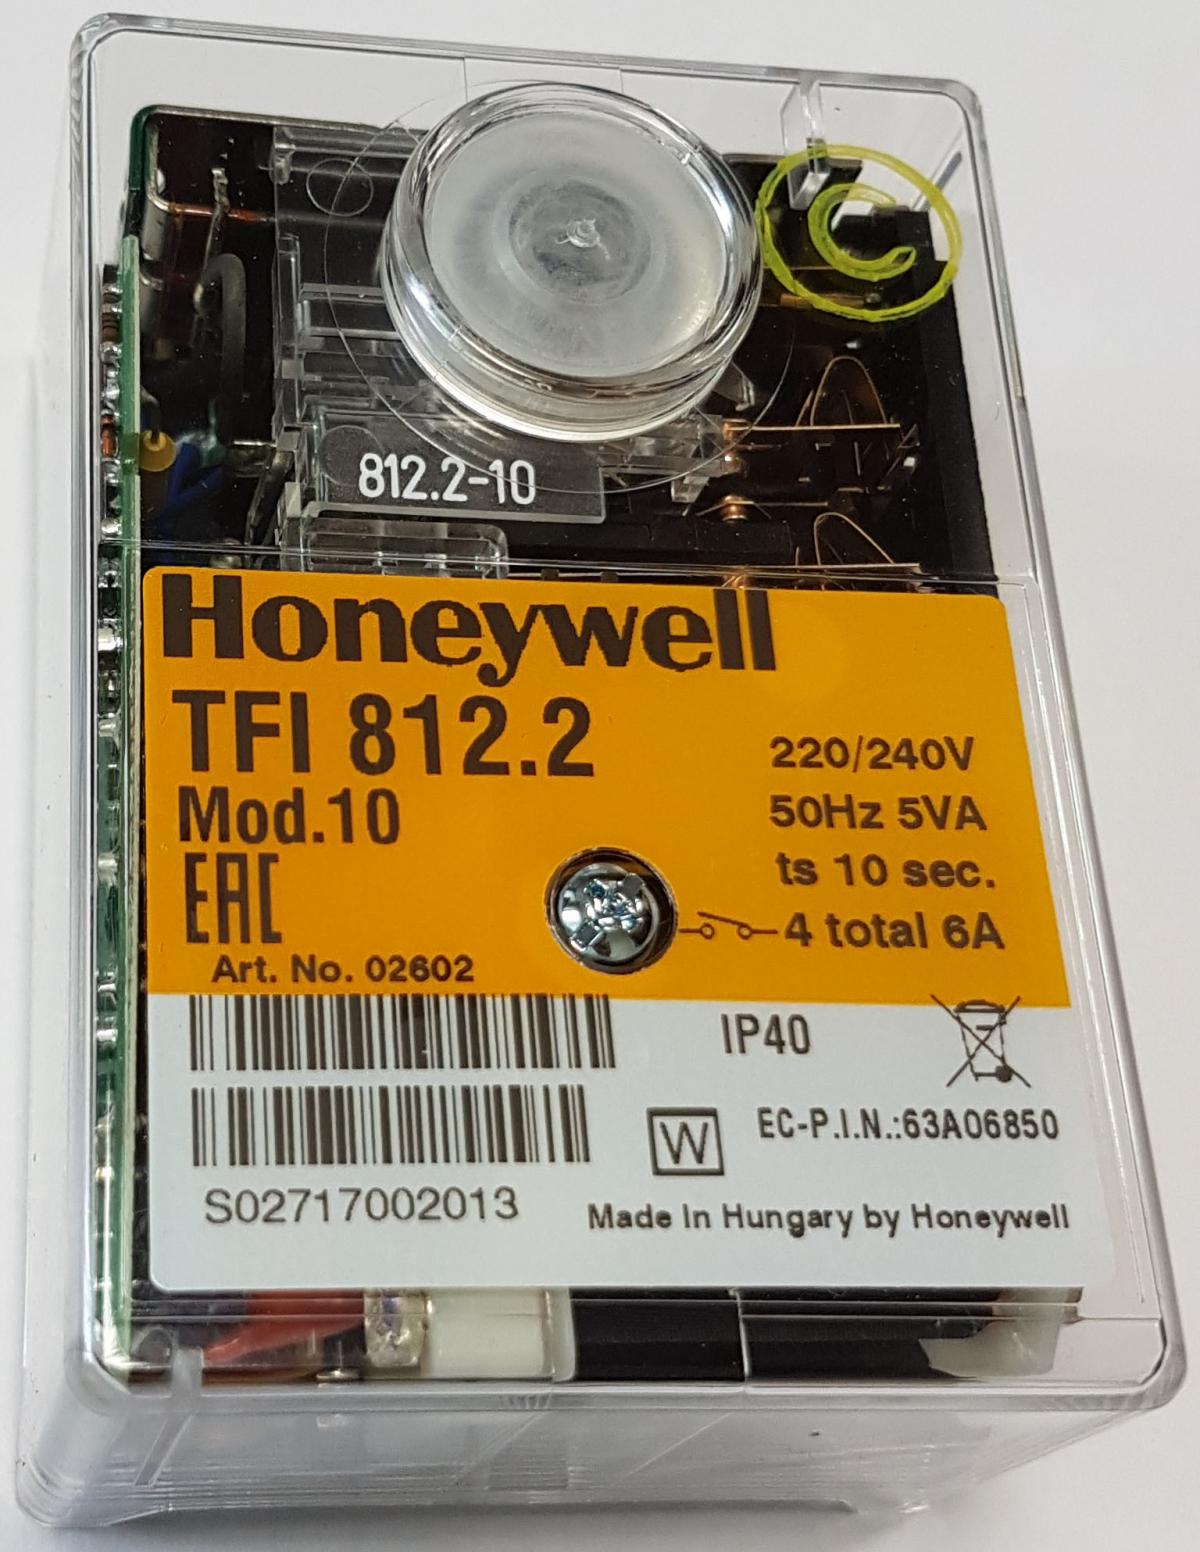 C
812.2-10
Honeywell
TFI 812.2
Mod.10
220/240V
50Hz 5VA
ts 10 sec.
4 total 6A
EAC
Art. No. 02602
IP40
W
EC-P.I.N.:63A06850
S02717002013
Made In Hungary by Honeywell